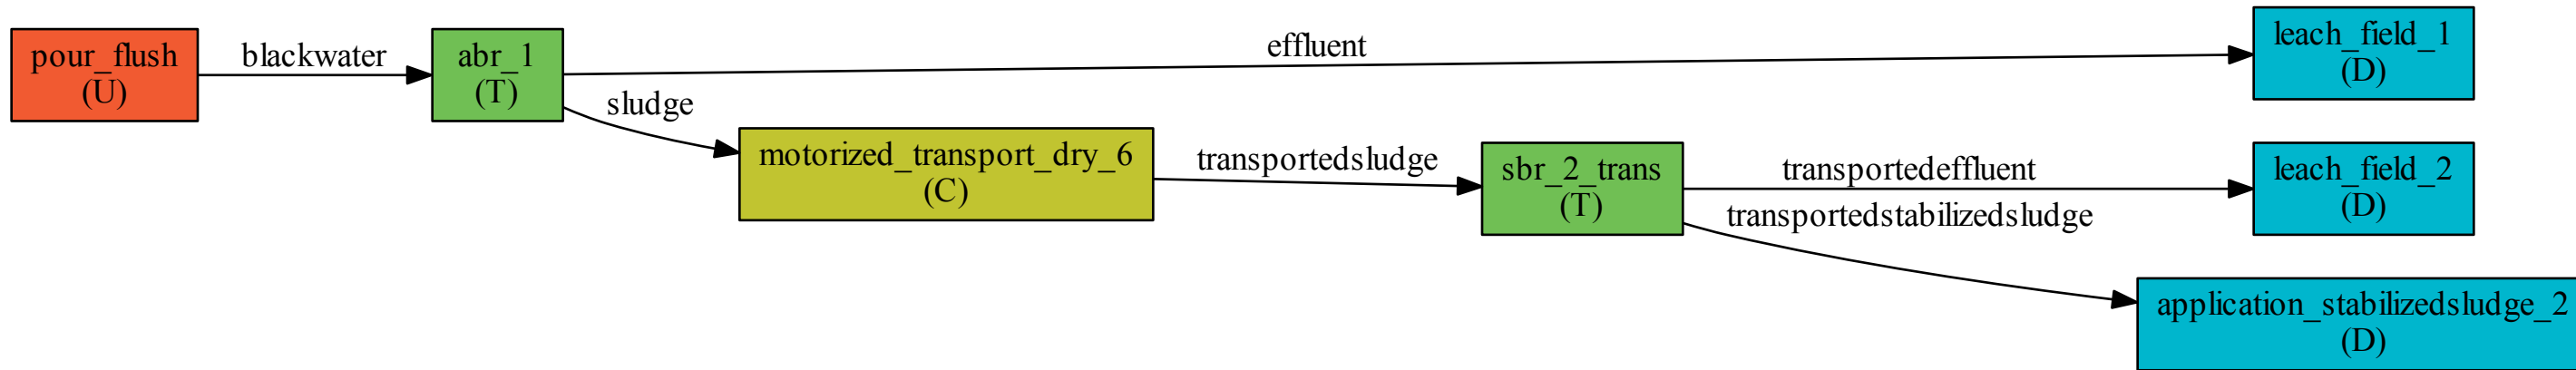 pour_flush
(U)
blackwater
abr_1
(T)
effluent
leach_field_1
(D)
sludge
motorized_transport_dry_6
(C)
transportedsludge
sbr_2_trans
(T)
transportedeffluent
leach_field_2
(D)
transportedstabilizedsludge
application_stabilizedsludge_2
(D)